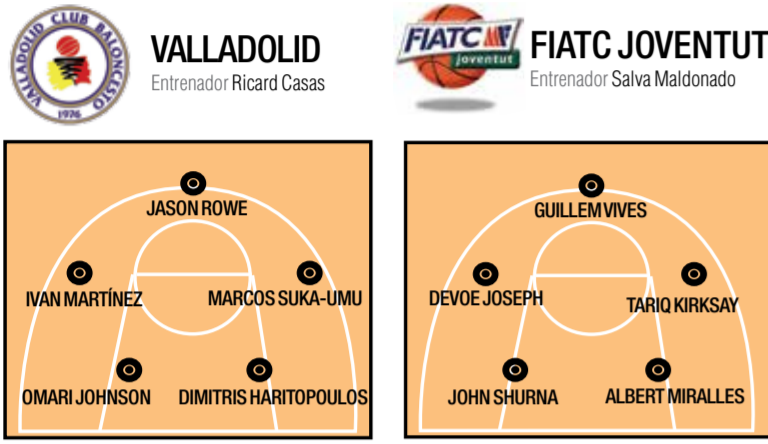 VALLADOLID CLUB BALONCESTO
1976
VALLADOLID
Entrenador Ricard Casas
FIATC
joventut
FIATC JOVENTUT
Entrenador Salva Maldonado
JASON ROWE
IVAN MARTÍNEZ
MARCOS SUKA-UMU
OMARI JOHNSON
DIMITRIS HARITOPOULOS
GUILLEM VIVES
DEVOE JOSEPH
TARIQ KIRKSAY
JOHN SHURNA
ALBERT MIRALLES